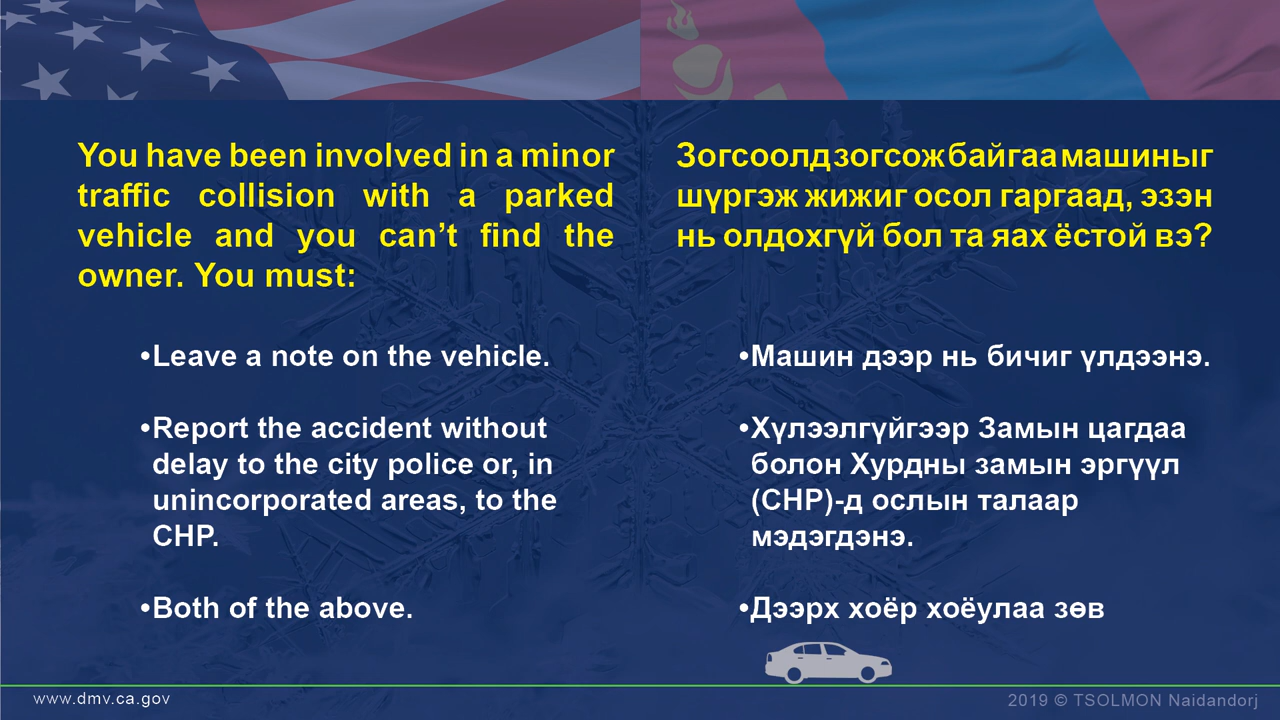 You have been involved in a minor
traffic collision with a parked
vehicle and you can’t find the
owner. You must:
•Leave a note on the vehicle.
•Report the accident without
delay to the city police or, in
unincorporated areas, to the
CHP.
•Both of the above.
Зогсоолд зогсож байгаа машиныг
шүргэж жижиг осол гаргаад, эзэн
нь олдохгүй бол та яах ёстой вэ?
•Машин дээр нь бичиг үлдээнэ.
•Хүлээлгүйгээр Замын цагдаа
болон Хурдны замын эргүүл
(CHP)-д ослын талаар
мэдэгдэнэ.
•Дээрх хоёр хоёулаа зөв
www.dmv.ca.gov
2019 © TSOLMON Naidandorj